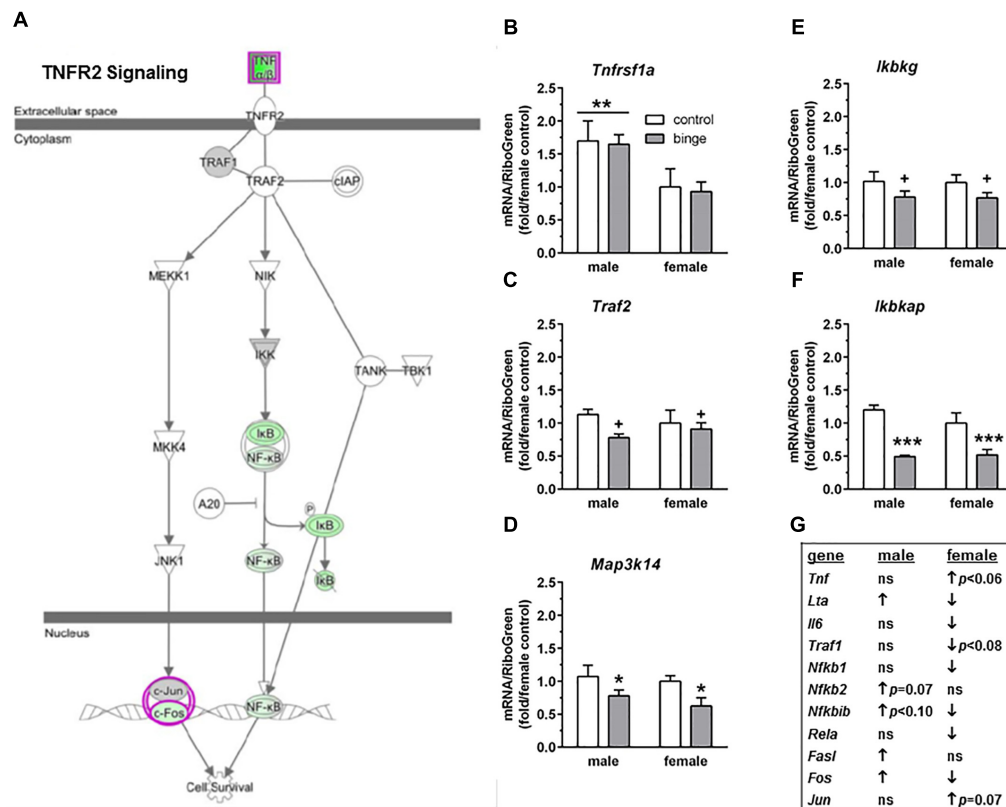 A
TNFR2 Signaling
TNF
α/β
Extracellular space
TNFR2
Cytoplasm
TRAF1
TRAF2
cIAP
MEKK1
NIK
IKK
TANK
TBK1
IκB
NF-κB
MKK4
A20
P
IκB
JNK1
NF-κB
IκB
Nucleus
c-Jun
c-Fos
NF-κB
Cell Survival
B
Tnfrsf1a
mRNA/RiboGreen
(fold/female control)
2.5
2.0
1.5
1.0
0.5
0.0
**
control
binge
male female
C
Traf2
mRNA/RiboGreen
(fold/female control)
2.5
2.0
1.5
1.0
0.5
0.0
+ +
male female
D
Map3k14
mRNA/RiboGreen
(fold/female control)
2.5
2.0
1.5
1.0
0.5
0.0
* *
male female
E
Ikbkg
mRNA/RiboGreen
(fold/female control)
2.5
2.0
1.5
1.0
0.5
0.0
+ +
male female
F
Ikbkap
mRNA/RiboGreen
(fold/female control)
2.5
2.0
1.5
1.0
0.5
0.0
*** ***
male female
G
gene male female
Tnf ns ↑p<0.06
Lta ↑ ↓
Il6 ns ↓
Traf1 ns ↓p<0.08
Nfkb1 ns ↓
Nfkb2 ↑p=0.07 ns
Nfkbib ↑p<0.10 ↓
Rela ns ↓
Fasl ↑ ns
Fos ↑ ↓
Jun ns ↑p=0.07